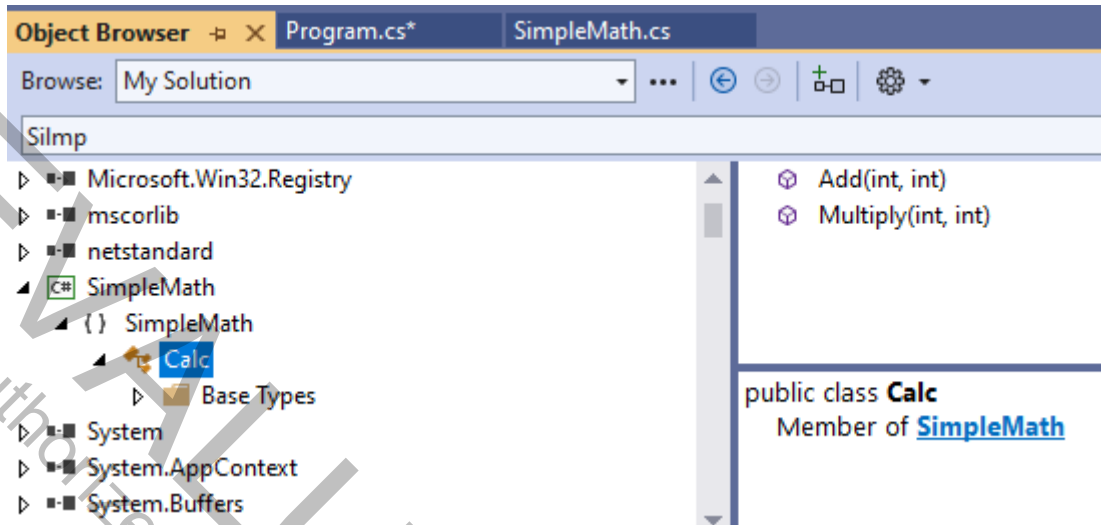 Object Browser Program.cs* SimpleMath.cs
Browse: My Solution
SiImp
Microsoft.Win32.Registry
mscorlib
netstandard
C# SimpleMath
{ } SimpleMath
Calc
Base Types
System
System.AppContext
System.Buffers
Add(int, int)
Multiply(int, int)
public class Calc
Member of SimpleMath